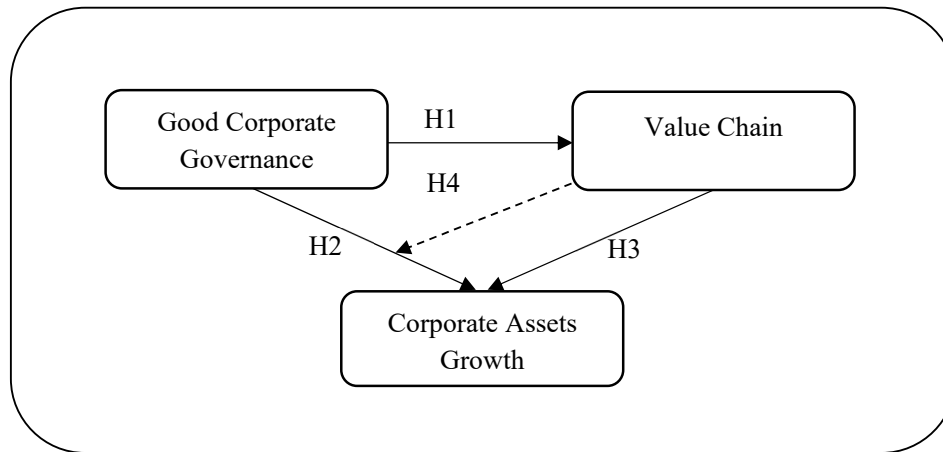 Good Corporate
Governance
H1
Value Chain
H4
H2
H3
Corporate Assets
Growth